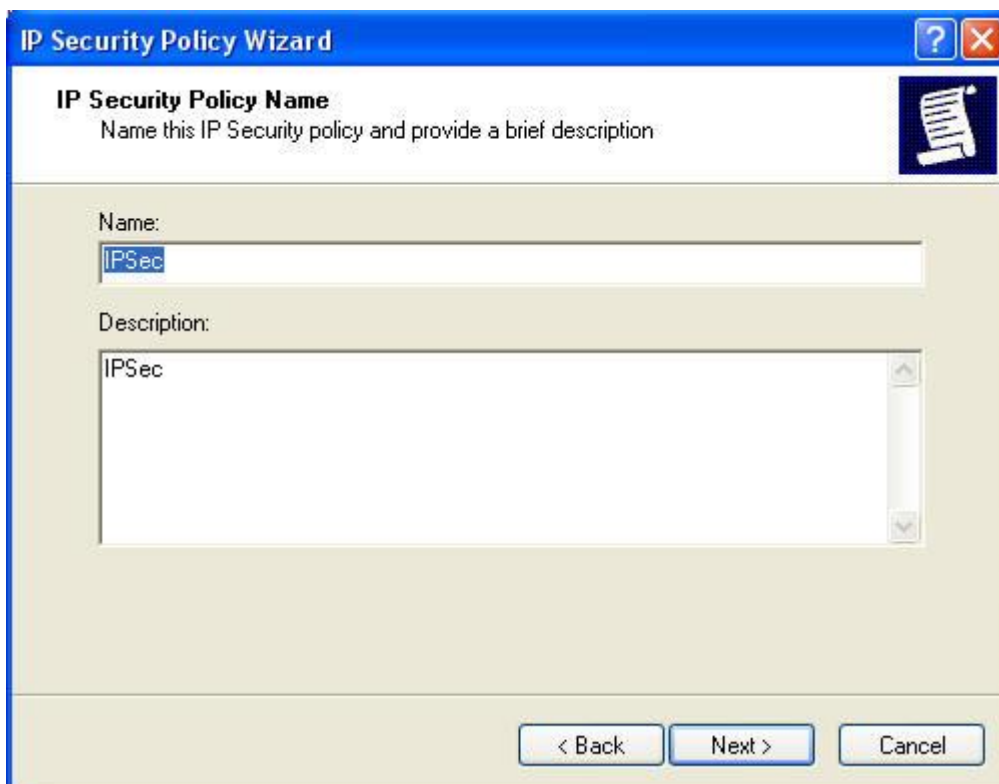 IP Security Policy Wizard
?
IP Security Policy Name
Name this IP Security policy and provide a brief description
Name:
IPSec
Description:
IPSec
< Back Next > Cancel